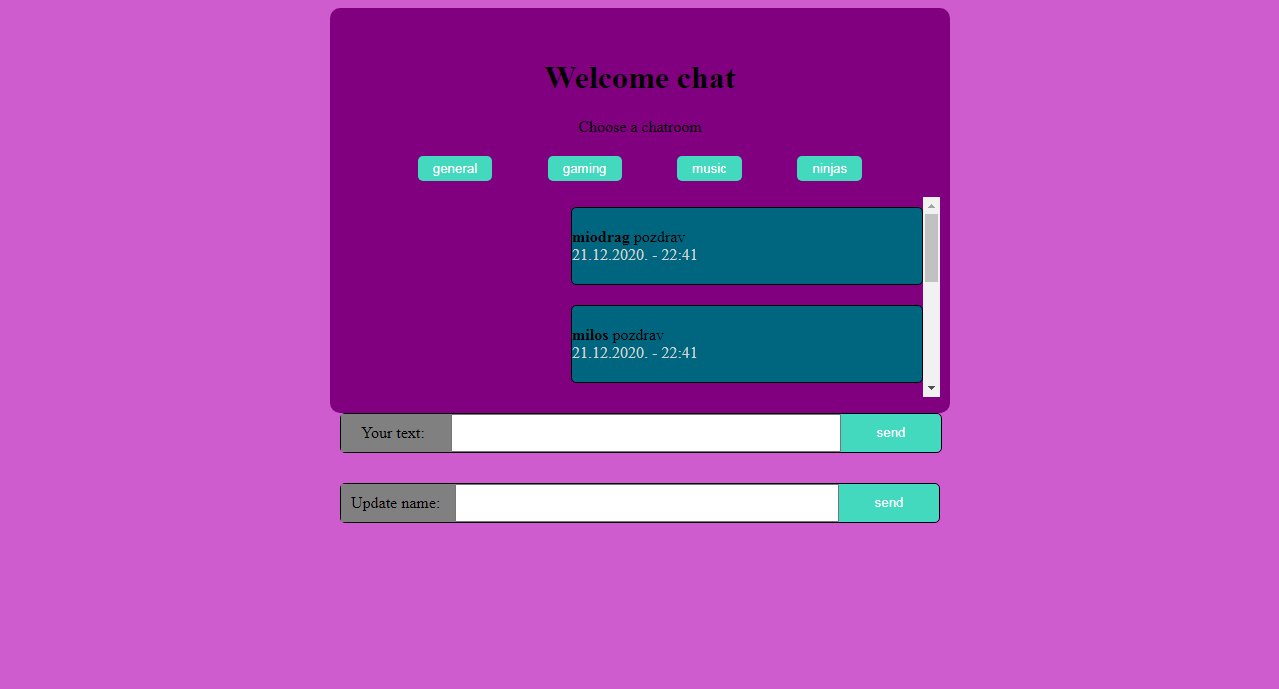 Welcome chat
Choose a chatroom
general gaming music ninjas
miodrag pozdrav
21.12.2020. - 22:41
milos pozdrav
21.12.2020. - 22:41
Your text: send
Update name: send